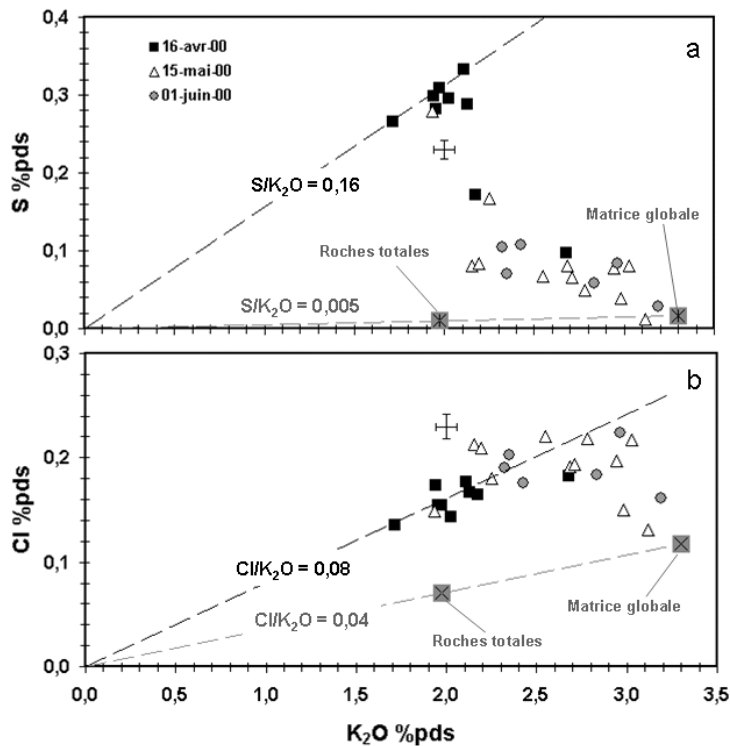 0,4
a
16-avr-00
15-mai-00
01-juin-00
0,3
S %pds
0,2
S/K₂O = 0,16
Matrice globale
Roches totales
0,1
S/K₂O = 0,005
0,0
0,3
b
0,2
Cl %pds
0,1
Cl/K₂O = 0,08
Cl/K₂O = 0,04
Matrice globale
Roches totales
0,0
0,0 0,5 1,0 1,5 2,0 2,5 3,0 3,5
K₂O %pds